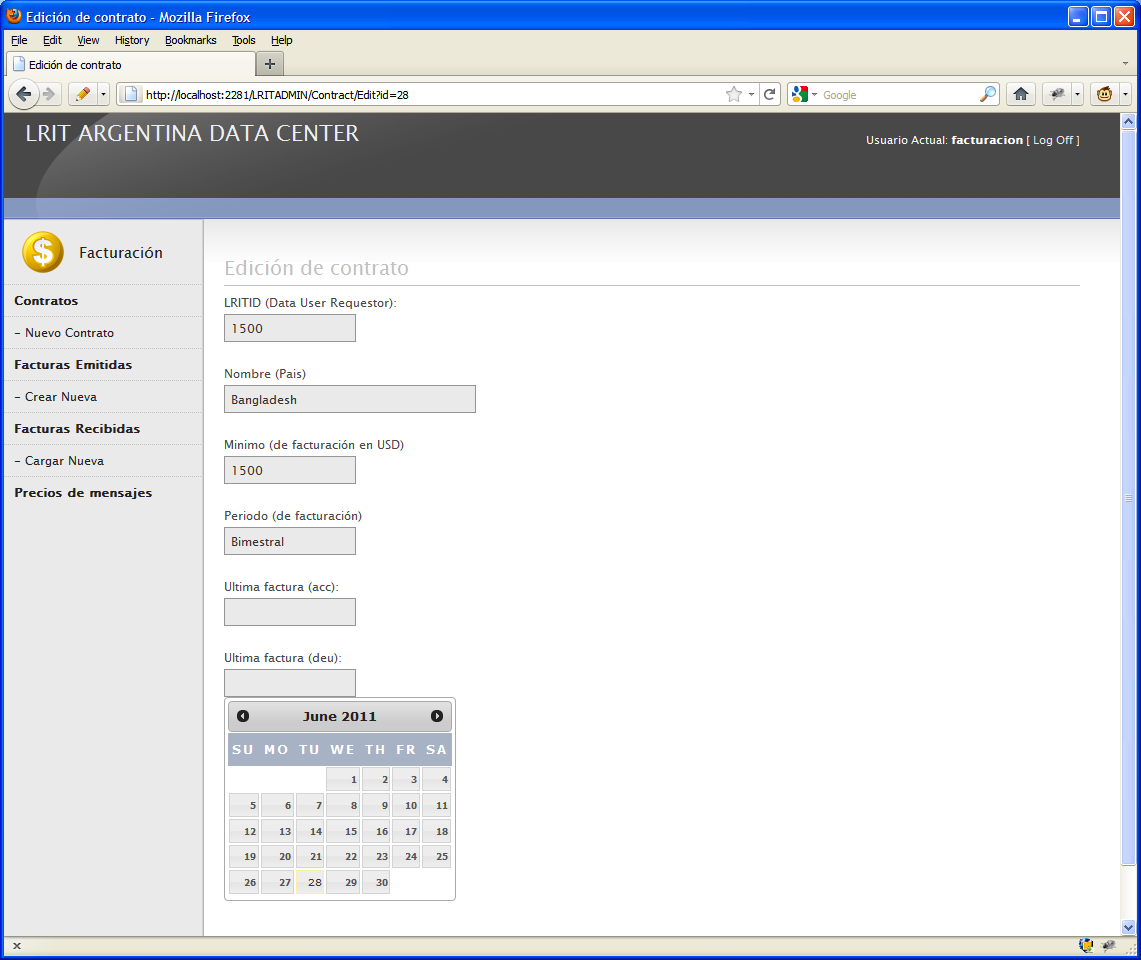 Edición de contrato - Mozilla Firefox
File Edit View History Bookmarks Tools Help
Edición de contrato
http://localhost:2281/LRITADMIN/Contract/Edit?id=28
Google
LRIT ARGENTINA DATA CENTER
Usuario Actual: facturacion [ Log Off ]
Facturación
Contratos
- Nuevo Contrato
Facturas Emitidas
- Crear Nueva
Facturas Recibidas
- Cargar Nueva
Precios de mensajes
Edición de contrato
LRITID (Data User Requestor):
1500
Nombre (Pais)
Bangladesh
Minimo (de facturación en USD)
1500
Periodo (de facturación)
Bimestral
Ultima factura (acc):
Ultima factura (deu):
June 2011
SU MO TU WE TH FR SA
1 2 3 4
5 6 7 8 9 10 11
12 13 14 15 16 17 18
19 20 21 22 23 24 25
26 27 28 29 30